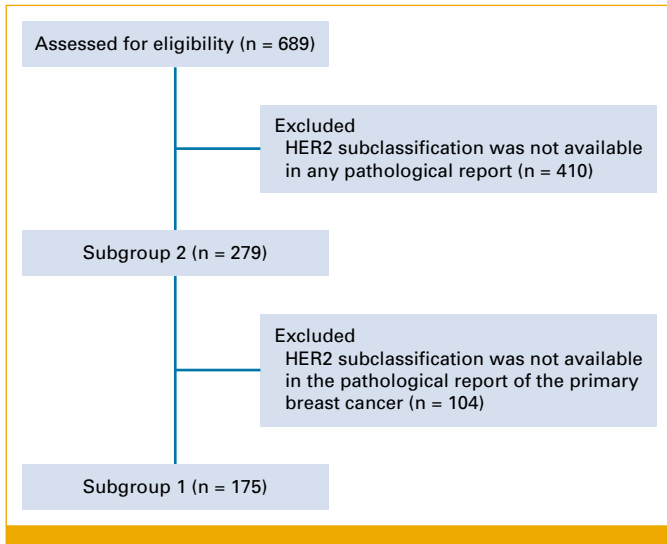 Assessed for eligibility (n = 689)
Excluded
HER2 subclassification was not available
in any pathological report (n = 410)
Subgroup 2 (n = 279)
Excluded
HER2 subclassification was not available
in the pathological report of the primary
breast cancer (n = 104)
Subgroup 1 (n = 175)